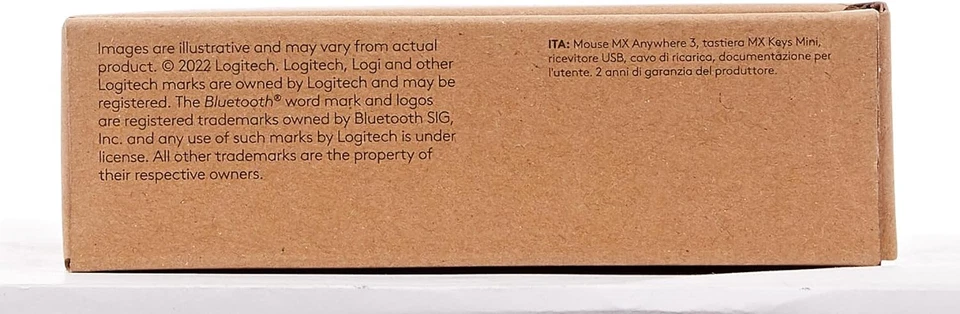 Images are illustrative and may vary from actual
product. © 2022 Logitech. Logitech, Logi and other
Logitech marks are owned by Logitech and may be
registered. The Bluetooth® word mark and logos
are registered trademarks owned by Bluetooth SIG,
Inc. and any use of such marks by Logitech is under
license. All other trademarks are the property of
their respective owners.
ITA: Mouse MX Anywhere 3, tastiera MX Keys Mini,
ricevitore USB, cavo di ricarica, documentazione per
l'utente. 2 anni di garanzia del produttore.